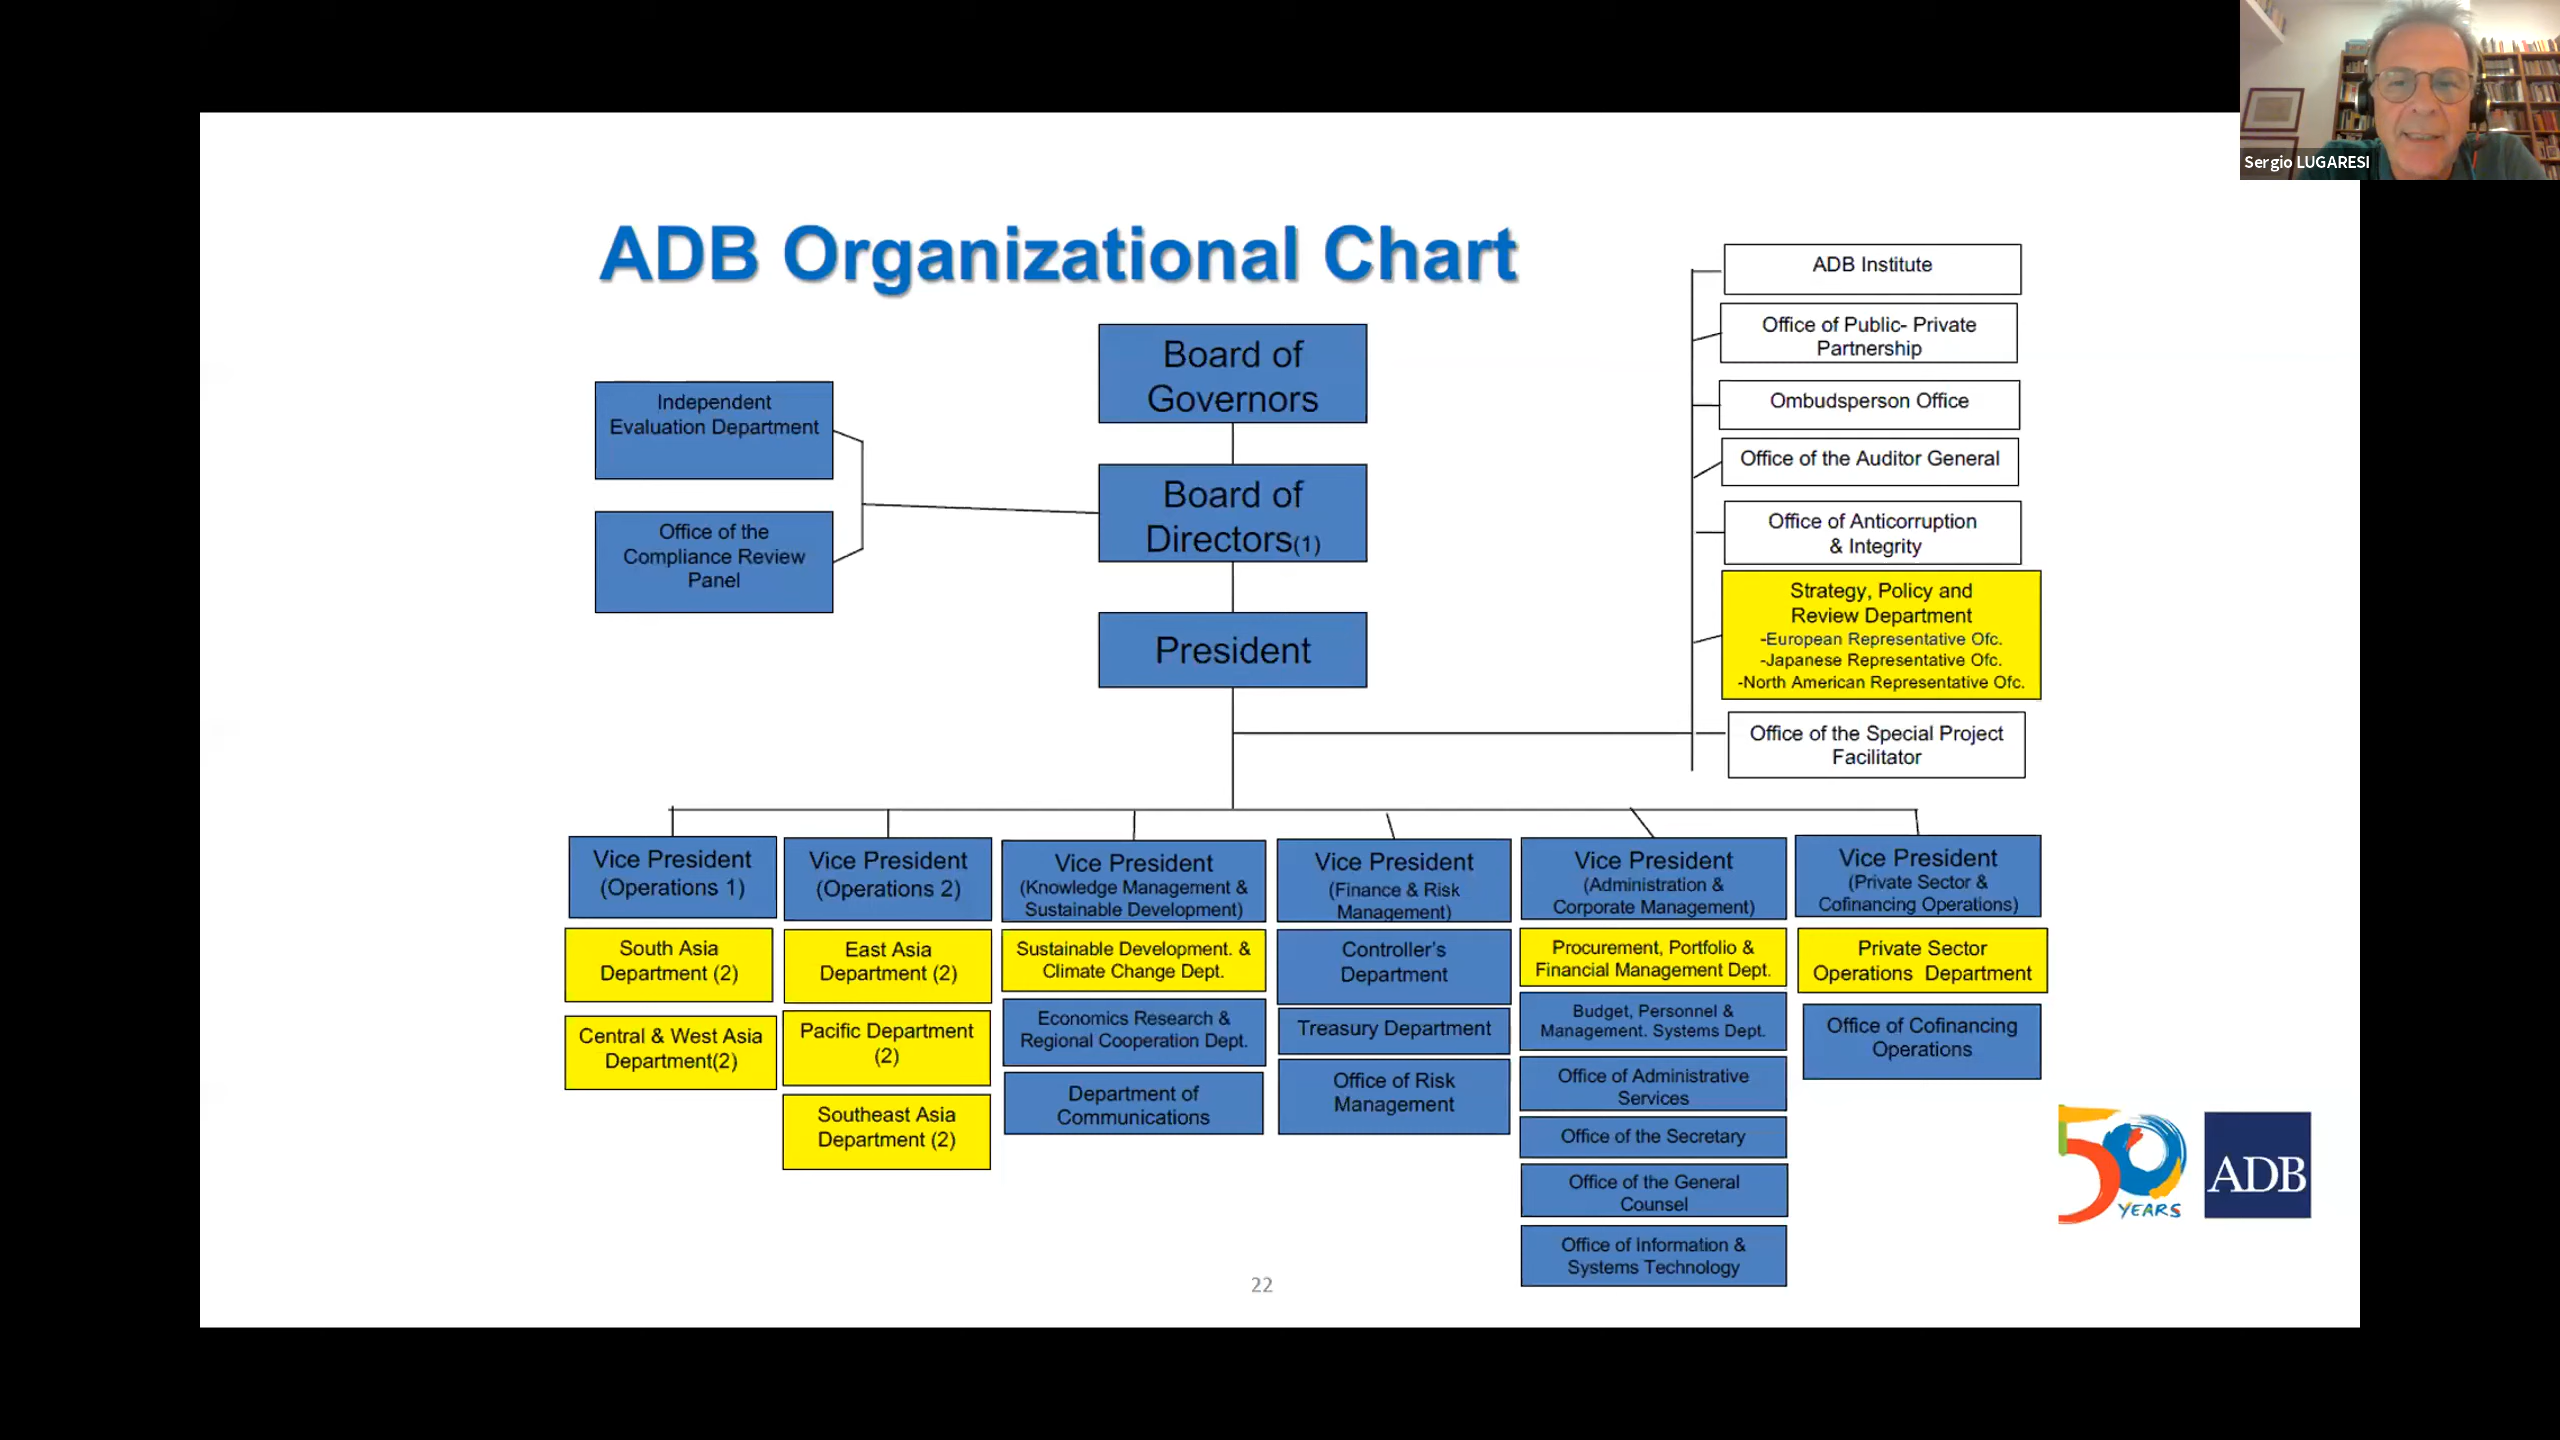 Sergio LUGARESI
ADB Organizational Chart
Board of
Governors
Independent
Evaluation Department
Board of
Directors(1)
Office of the
Compliance Review
Panel
President
ADB Institute
Office of Public- Private
Partnership
Ombudsperson Office
Office of the Auditor General
Office of Anticorruption
& Integrity
Strategy, Policy and
Review Department
-European Representative Ofc.
-Japanese Representative Ofc.
-North American Representative Ofc.
Office of the Special Project
Facilitator
Vice President
(Operations 1)
South Asia
Department (2)
Central & West Asia
Department(2)
Vice President
(Operations 2)
East Asia
Department (2)
Pacific Department
(2)
Southeast Asia
Department (2)
Vice President
(Knowledge Management &
Sustainable Development)
Sustainable Development. &
Climate Change Dept.
Economics Research &
Regional Cooperation Dept.
Department of
Communications
Vice President
(Finance & Risk
Management)
Controller's
Department
Treasury Department
Office of Risk
Management
Vice President
(Administration &
Corporate Management)
Procurement, Portfolio &
Financial Management Dept.
Budget, Personnel &
Management. Systems Dept.
Office of Administrative
Services
Office of the Secretary
Office of the General
Counsel
Office of Information &
Systems Technology
Vice President
(Private Sector &
Cofinancing Operations)
Private Sector
Operations Department
Office of Cofinancing
Operations
50
YEARS
ADB
22